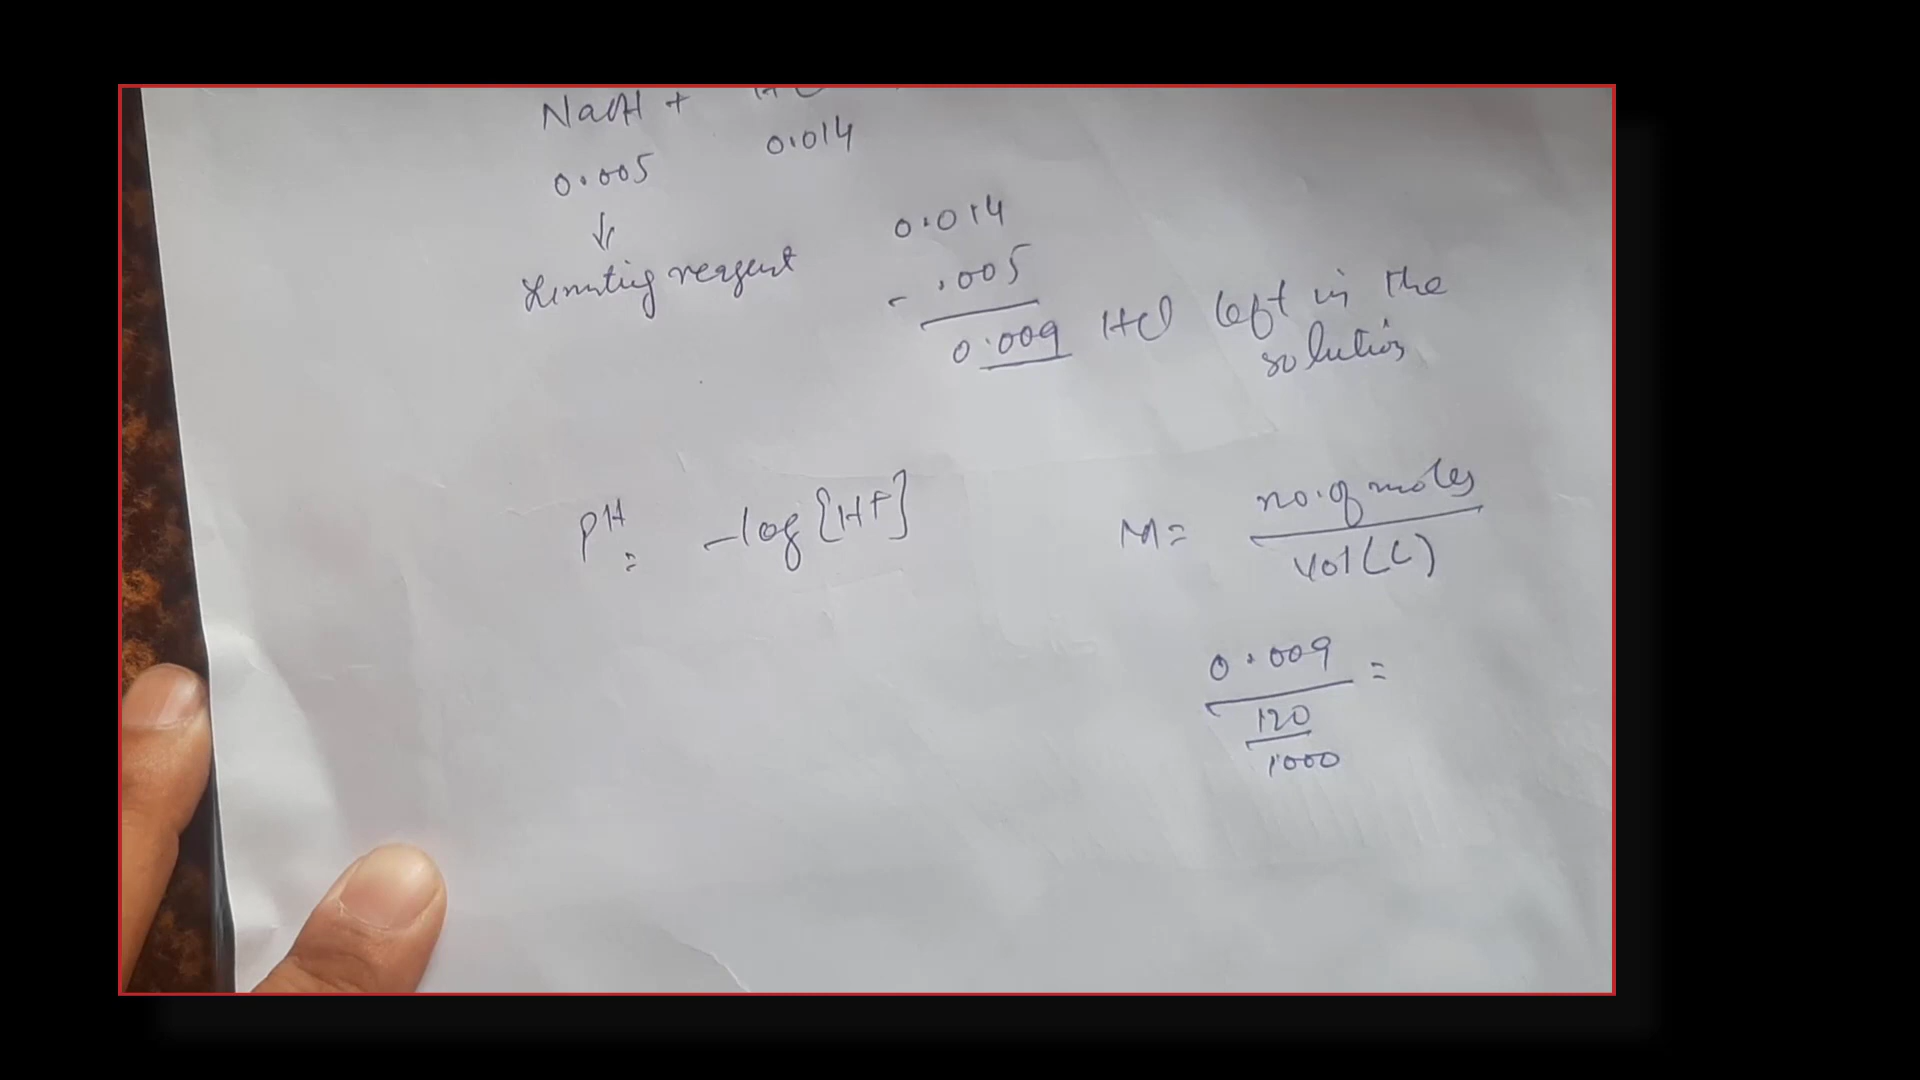 NaOH + HCl
0.005 0.014
Limiting reagent
0.014
- .005
0.009 HCl left in the solution
PH = -log [H+]
M = no. of moles / vol (L)
0.009 / 120/1000 =